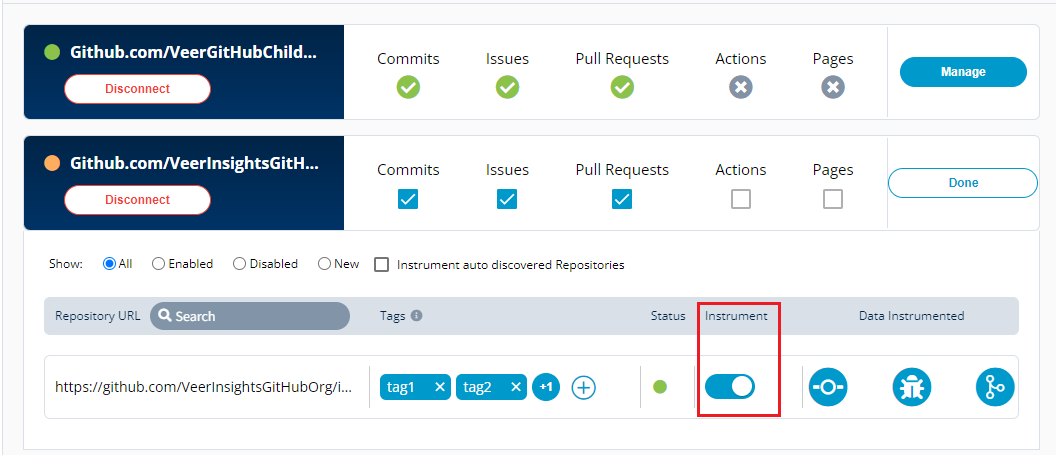 Github.com/VeerGitHubChild...
Disconnect
Commits Issues Pull Requests Actions Pages
Manage
Github.com/VeerInsightsGitH...
Disconnect
Commits Issues Pull Requests Actions Pages
Done
Show: All Enabled Disabled New Instrument auto discovered Repositories
Repository URL Search Tags i Status Instrument Data Instrumented
https://github.com/VeerInsightsGitHubOrg/i... tag1 × tag2 × +1